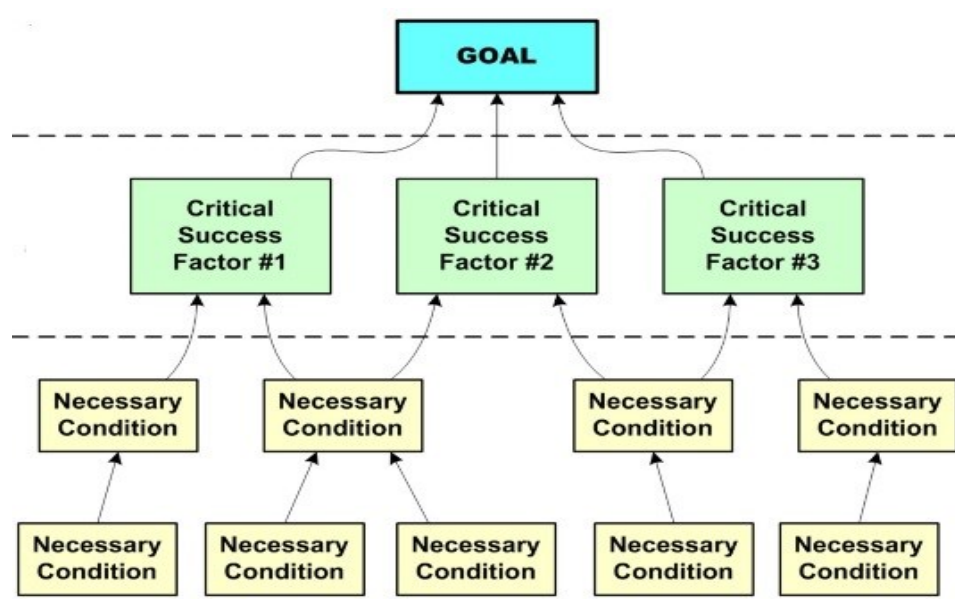 GOAL
Critical
Success
Factor #1
Critical
Success
Factor #2
Critical
Success
Factor #3
Necessary
Condition
Necessary
Condition
Necessary
Condition
Necessary
Condition
Necessary
Condition
Necessary
Condition
Necessary
Condition
Necessary
Condition
Necessary
Condition